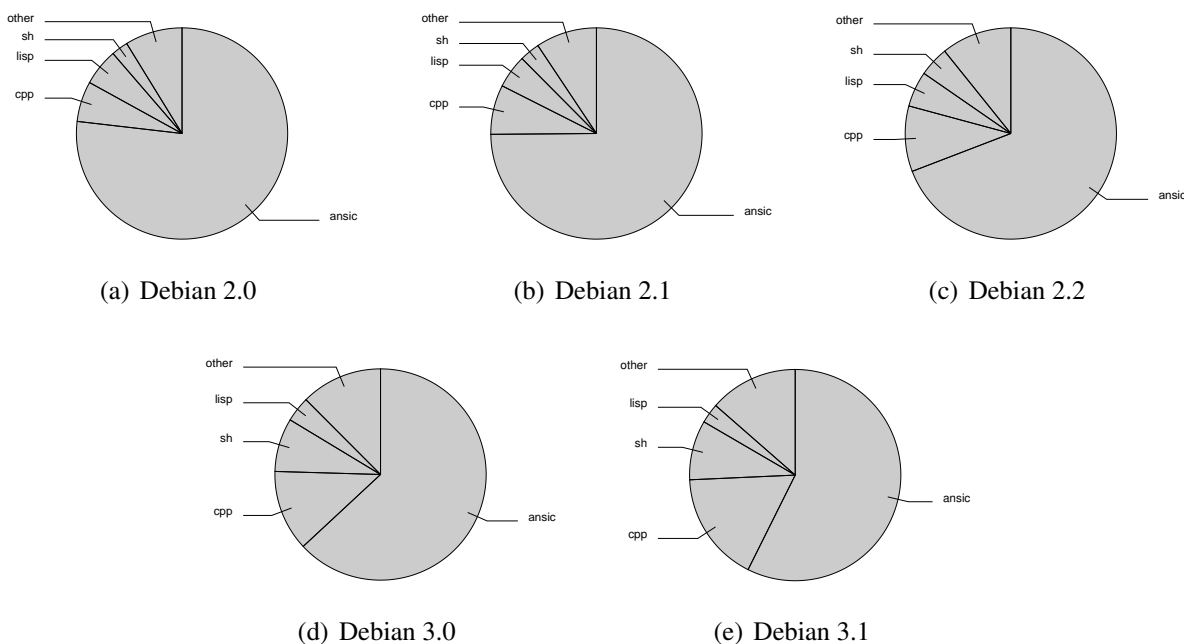 other
sh
lisp
cpp
ansic
(a) Debian 2.0
other
sh
lisp
cpp
ansic
(b) Debian 2.1
other
sh
lisp
cpp
ansic
(c) Debian 2.2
other
lisp
sh
cpp
ansic
(d) Debian 3.0
other
lisp
sh
cpp
ansic
(e) Debian 3.1